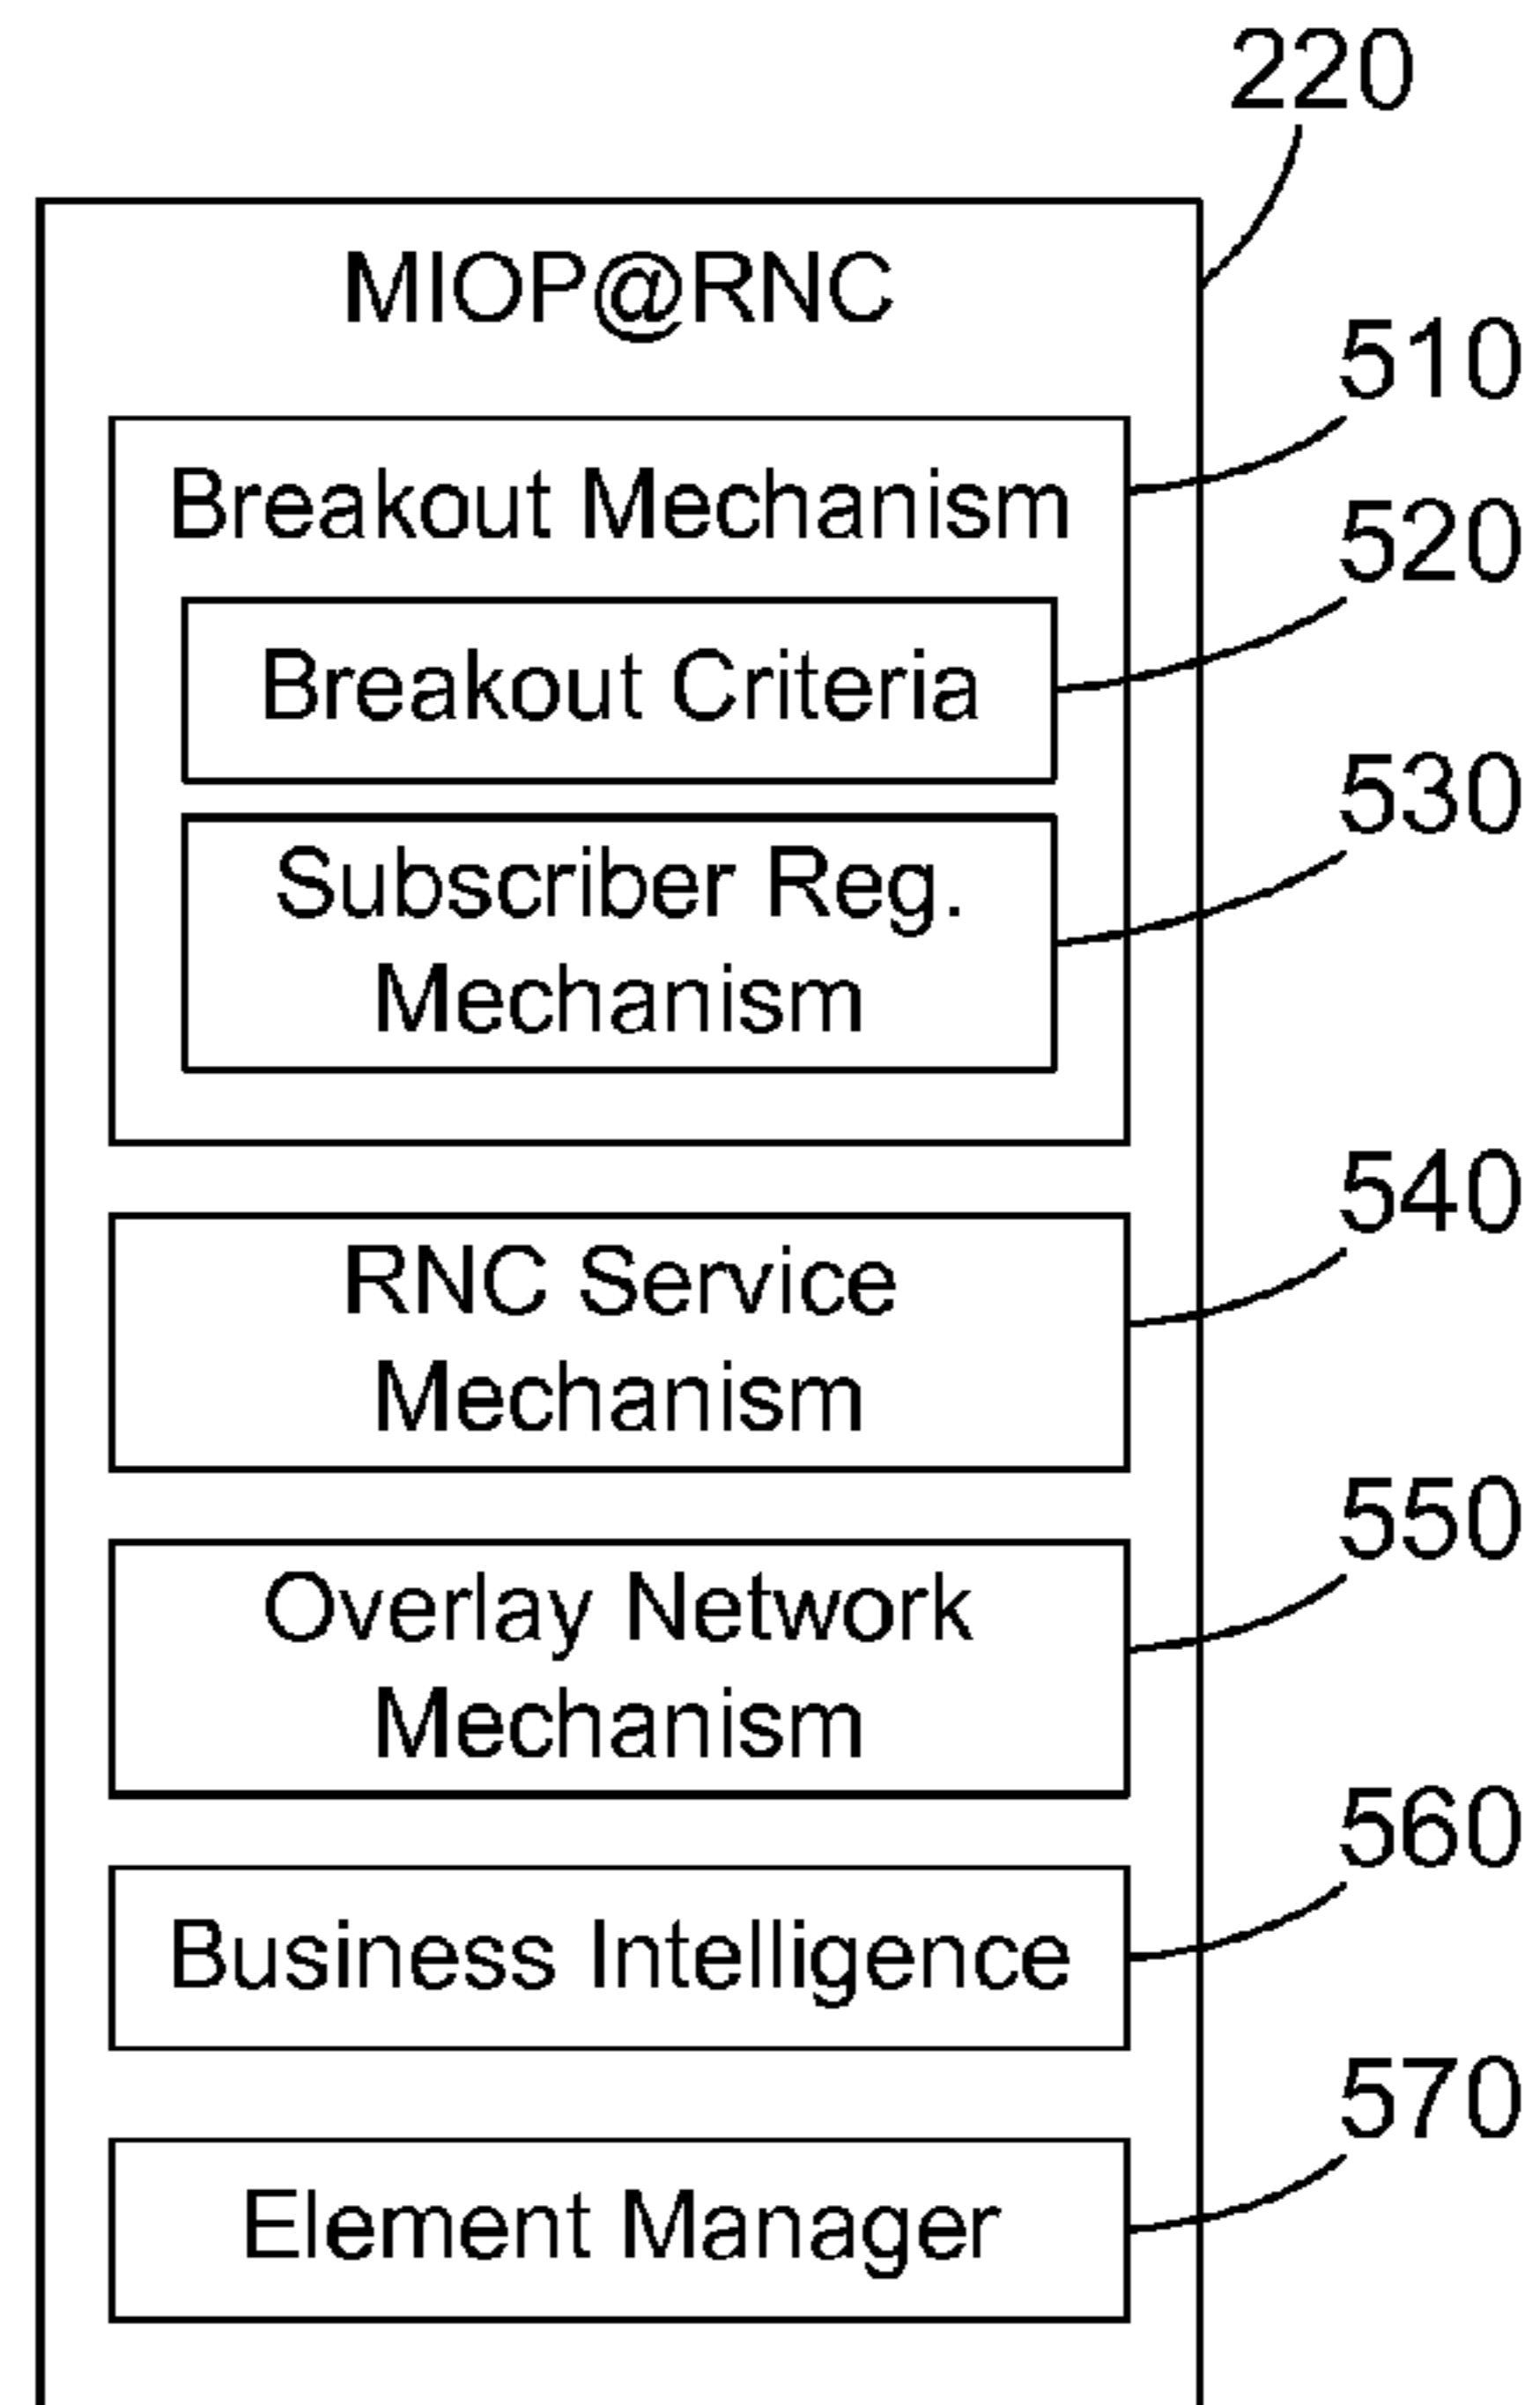 220
MIOP@RNC
510
Breakout Mechanism
520
Breakout Criteria
530
Subscriber Reg.
Mechanism
540
RNC Service
Mechanism
550
Overlay Network
Mechanism
560
Business Intelligence
570
Element Manager